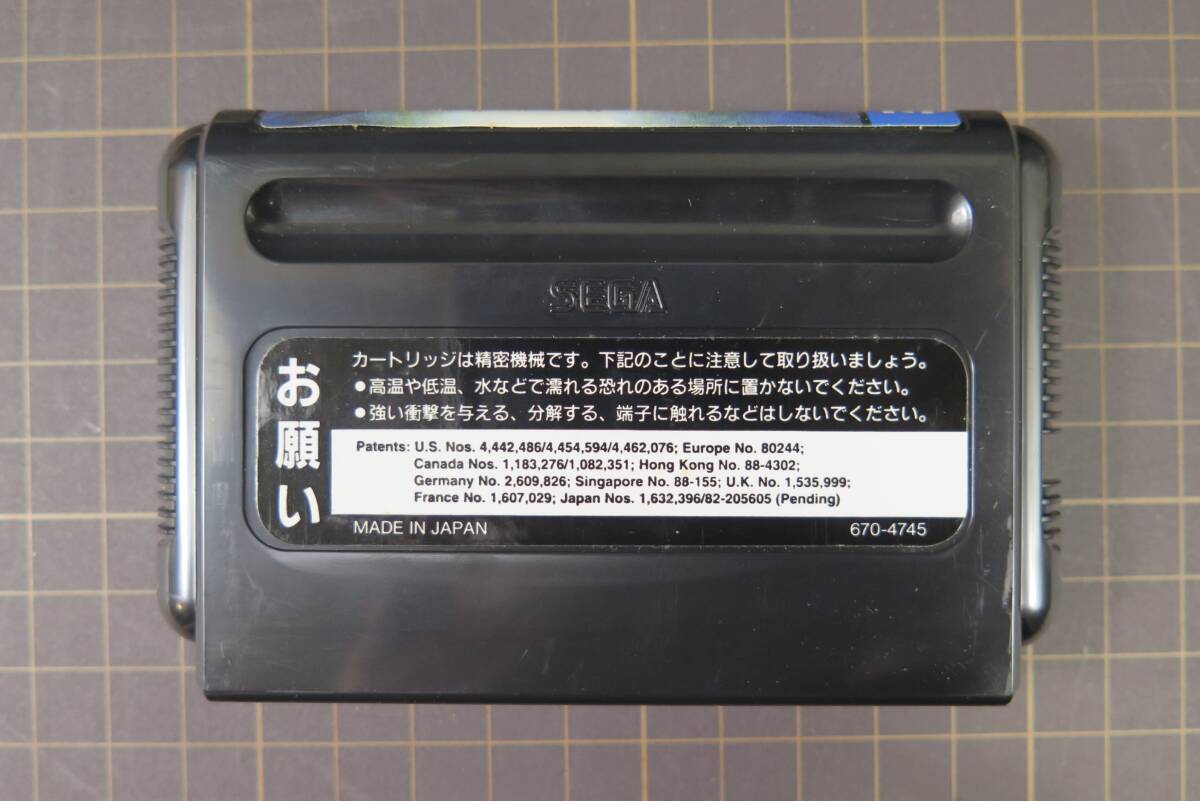 SEGA
お願い
カートリッジは精密機械です。下記のことに注意して取り扱いましょう。
●高温や低温、水などで濡れる恐れのある場所に置かないでください。
●強い衝撃を与える、分解する、端子に触れるなどはしないでください。
Patents: U.S. Nos. 4,442,486/4,454,594/4,462,076; Europe No. 80244;
Canada Nos. 1,183,276/1,082,351; Hong Kong No. 88-4302;
Germany No. 2,609,826; Singapore No. 88-155; U.K. No. 1,535,999;
France No. 1,607,029; Japan Nos. 1,632,396/82-205605 (Pending)
MADE IN JAPAN 670-4745